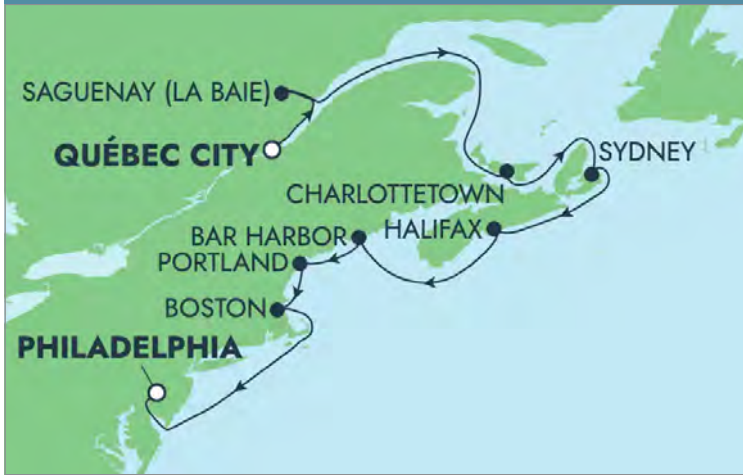 SAGUENAY (LA BAIE)
QUÉBEC CITY
SYDNEY
CHARLOTTETOWN
HALIFAX
BAR HARBOR
PORTLAND
BOSTON
PHILADELPHIA